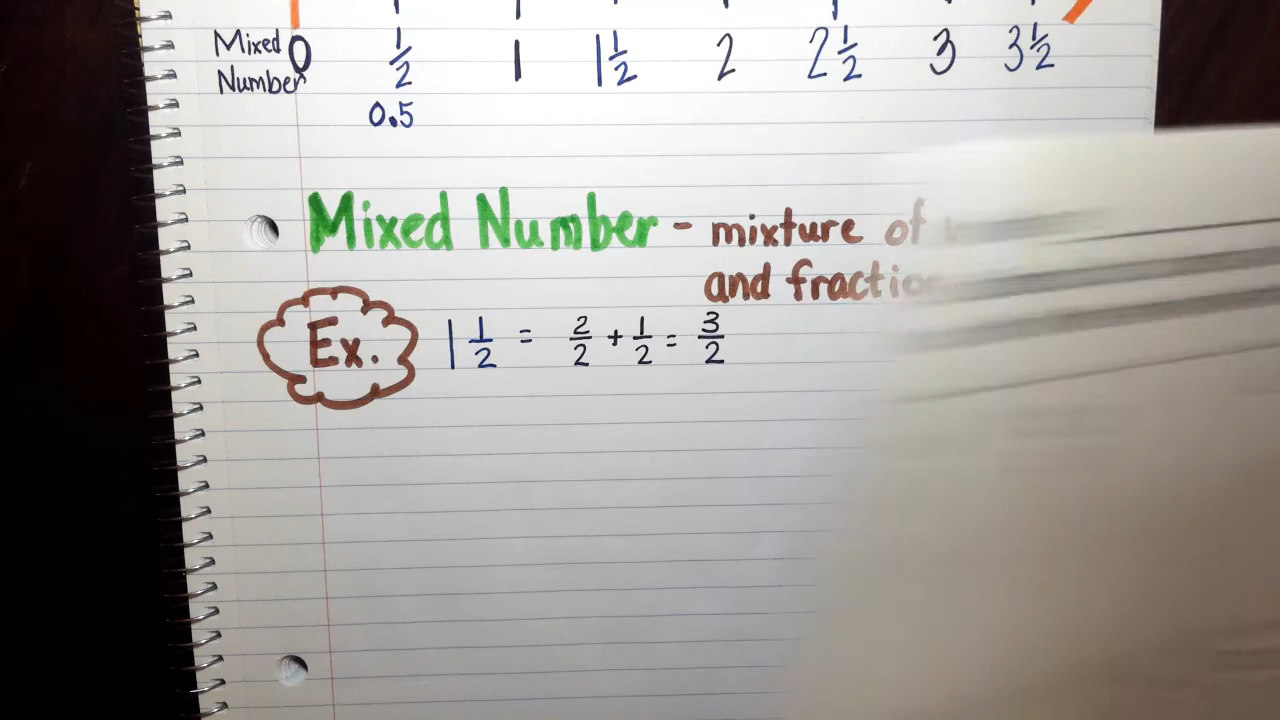 Mixed Number 0 1/2 1 1 1/2 2 2 1/2 3 3 1/2
0.5
Mixed Number - mixture of
and
Ex. 1 1/2 = 2/2 + 1/2 = 3/2